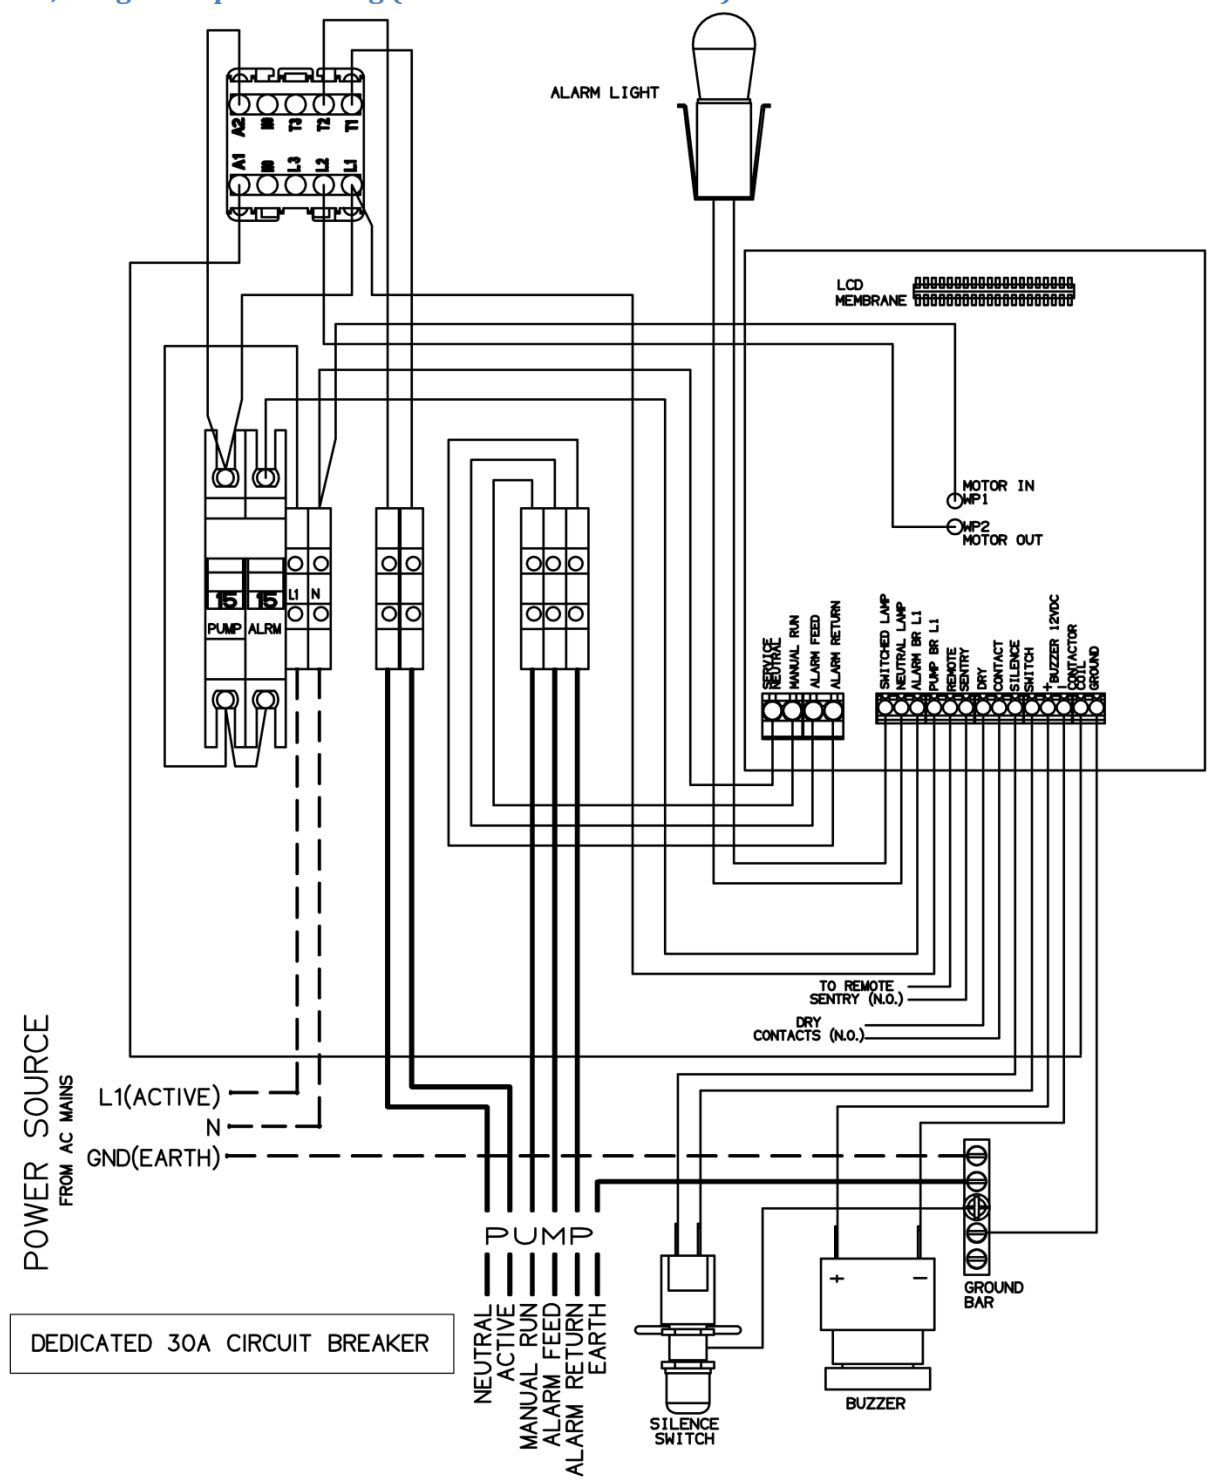 ALARM LIGHT
A2
NO
T3
T2
T1
A1
NO
L3
L2
L1
LCD
MEMBRANE
MOTOR IN
WP1
WP2
MOTOR OUT
15
15
PUMP
ALRM
L1
N
SERVICE
NEUTRAL
MANUAL RUN
ALARM FEED
ALARM RETURN
SWITCHED LAMP
NEUTRAL LAMP
ALARM BR L1
PUMP BR L1
REMOTE
SENTRY
DRY
CONTACT
SILENCE
SWITCH
+
BUZZER 12VDC
–
CONTACTOR
COIL
GROUND
TO REMOTE
SENTRY (N.O.)
DRY
CONTACTS (N.O.)
POWER SOURCE
FROM AC MAINS
L1(ACTIVE)
N
GND(EARTH)
PUMP
NEUTRAL
ACTIVE
MANUAL RUN
ALARM FEED
ALARM RETURN
EARTH
DEDICATED 30A CIRCUIT BREAKER
SILENCE
SWITCH
+
–
BUZZER
GROUND
BAR